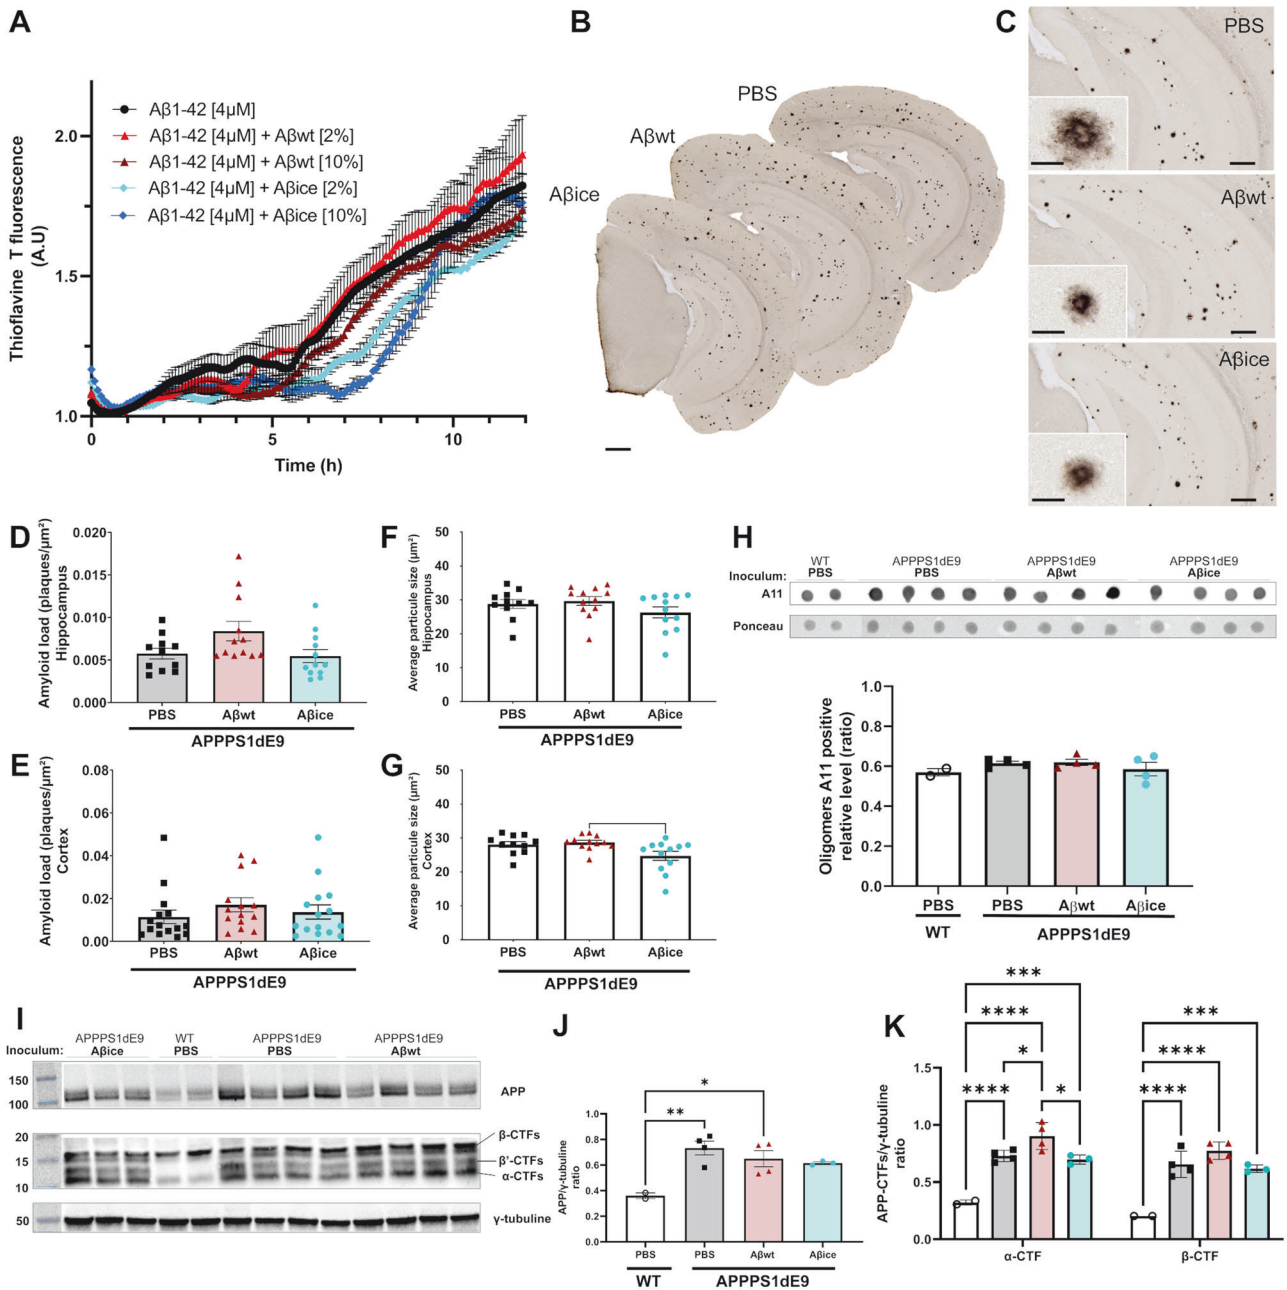 A
Thioflavine T fluorescence
(A.U)
2.0
1.5
1.0
Aβ1-42 [4µM]
Aβ1-42 [4µM] + Aβwt [2%]
Aβ1-42 [4µM] + Aβwt [10%]
Aβ1-42 [4µM] + Aβice [2%]
Aβ1-42 [4µM] + Aβice [10%]
0 5 10
Time (h)
B
PBS
Aβwt
Aβice
C
PBS
Aβwt
Aβice
D
Amyloid load (plaques/µm²)
Hippocampus
0.020
0.015
0.010
0.005
0.000
PBS Aβwt Aβice
APPPS1dE9
E
Amyloid load (plaques/µm²)
Cortex
0.08
0.06
0.04
0.02
0.00
PBS Aβwt Aβice
APPPS1dE9
F
Average particule size (µm²)
Hippocampus
50
40
30
20
10
0
PBS Aβwt Aβice
APPPS1dE9
G
Average particule size (µm²)
Cortex
50
40
30
20
10
0
PBS Aβwt Aβice
APPPS1dE9
H
WT APPPS1dE9 APPPS1dE9 APPPS1dE9
Inoculum: PBS PBS Aβwt Aβice
A11
Ponceau
Oligomers A11 positive
relative level (ratio)
1.0
0.8
0.6
0.4
0.2
0.0
PBS PBS Aβwt Aβice
WT APPPS1dE9
I
APPPS1dE9 WT APPPS1dE9 APPPS1dE9
Inoculum: Aβice PBS PBS Aβwt
150
100
APP
20
15
10
β-CTFs
β'-CTFs
α-CTFs
50
γ-tubuline
J
APP/γ-tubuline
ratio
1.0
0.8
0.6
0.4
0.2
0.0
*
**
PBS PBS Aβwt Aβice
WT APPPS1dE9
K
APP-CTFs/γ-tubuline
ratio
1.5
1.0
0.5
0.0
*** ***
**** ****
* ****
**** *
α-CTF β-CTF